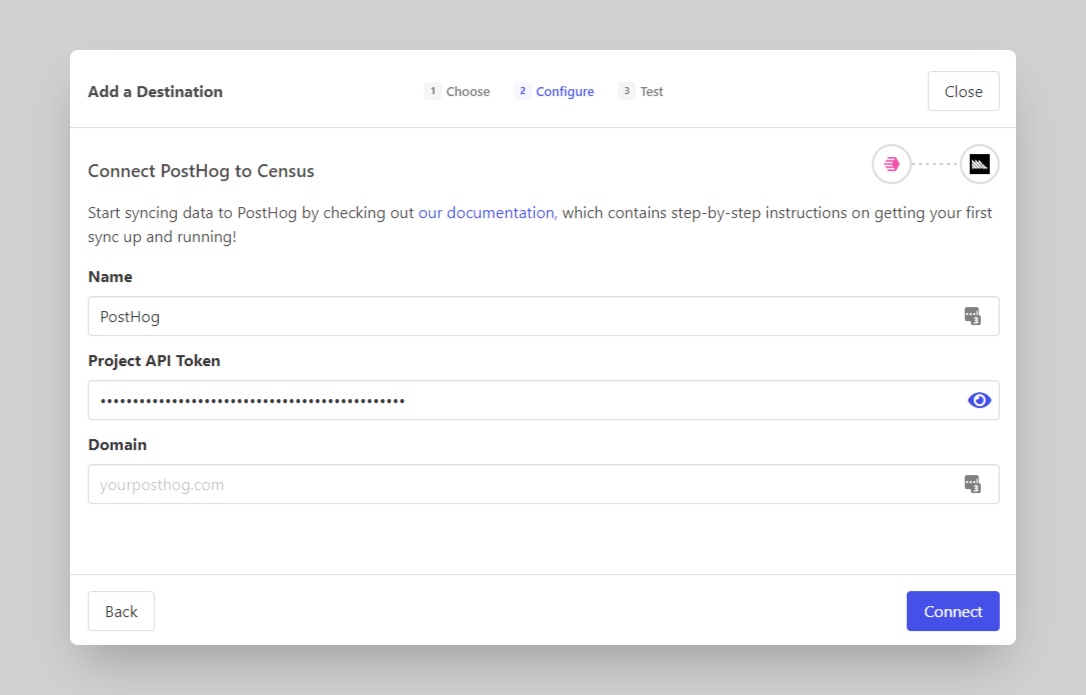 Add a Destination
1 Choose 2 Configure 3 Test
Close
Connect PostHog to Census
Start syncing data to PostHog by checking out our documentation, which contains step-by-step instructions on getting your first
sync up and running!
Name
PostHog
3
Project API Token
•••••••••••••••••••••••••••••••••••••••••••••••
Domain
yourposthog.com
3
Back
Connect